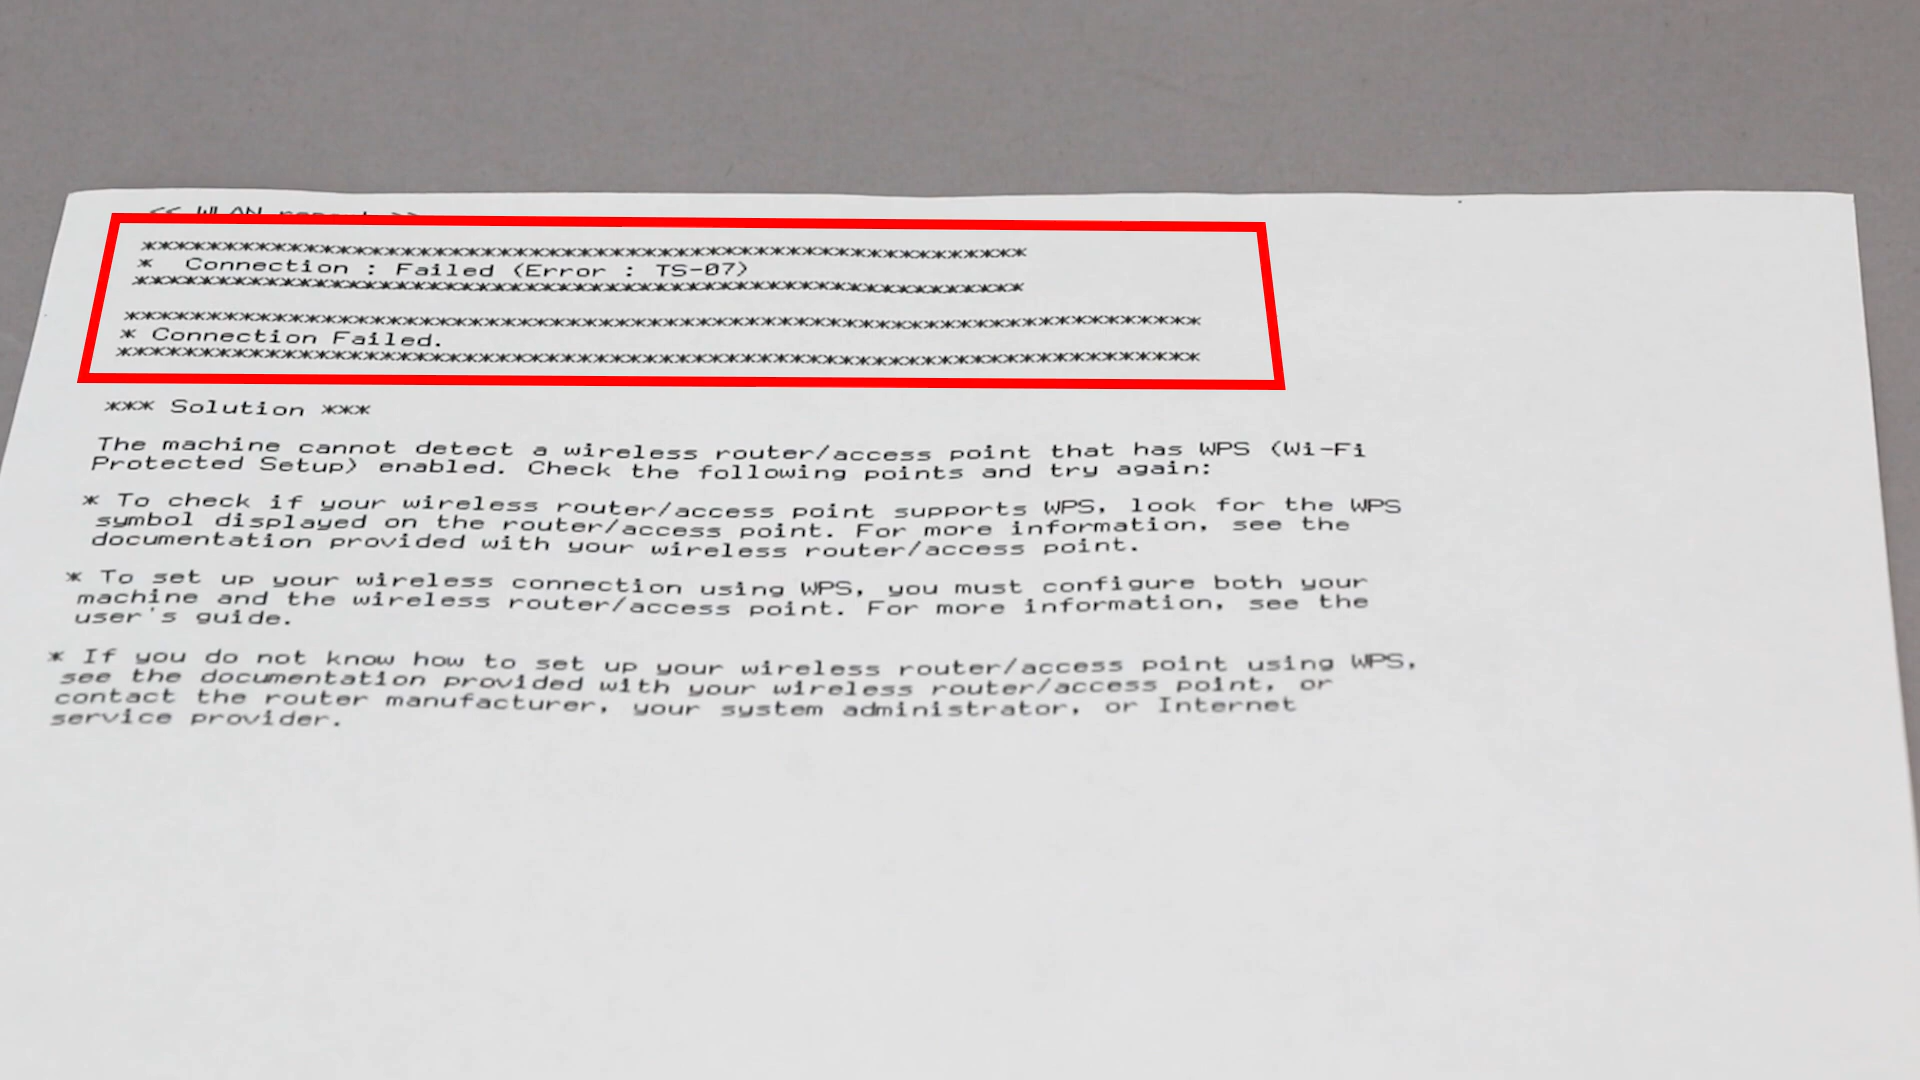 << WLAN report >>
*******************************************************
*  Connection : Failed (Error : TS-07)
*******************************************************
*******************************************************************
* Connection Failed.
*******************************************************************
*** Solution ***
The machine cannot detect a wireless router/access point that has WPS (Wi-Fi
Protected Setup) enabled. Check the following points and try again:
* To check if your wireless router/access point supports WPS, look for the WPS
symbol displayed on the router/access point. For more information, see the
documentation provided with your wireless router/access point.
* To set up your wireless connection using WPS, you must configure both your
machine and the wireless router/access point. For more information, see the
user's guide.
* If you do not know how to set up your wireless router/access point using WPS,
see the documentation provided with your wireless router/access point, or
contact the router manufacturer, your system administrator, or Internet
service provider.